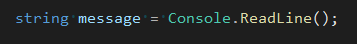 string message = Console.ReadLine();